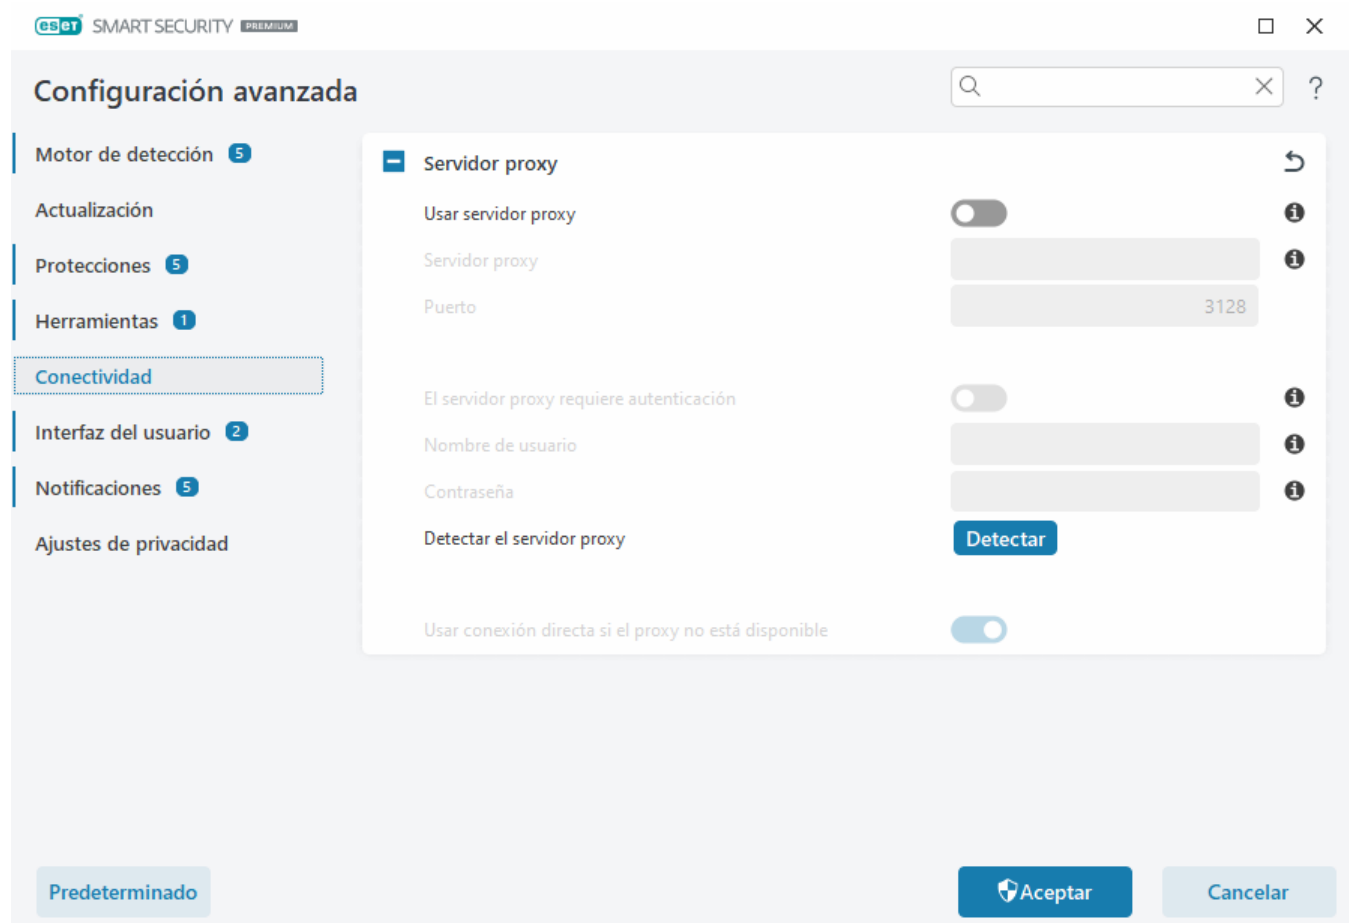 eset SMART SECURITY PREMIUM
Configuración avanzada
Motor de detección 5
Actualización
Protecciones 5
Herramientas 1
Conectividad
Interfaz del usuario 2
Notificaciones 5
Ajustes de privacidad
Servidor proxy
Usar servidor proxy
Servidor proxy
Puerto 3128
El servidor proxy requiere autenticación
Nombre de usuario
Contraseña
Detectar el servidor proxy Detectar
Usar conexión directa si el proxy no está disponible
Predeterminado Aceptar Cancelar